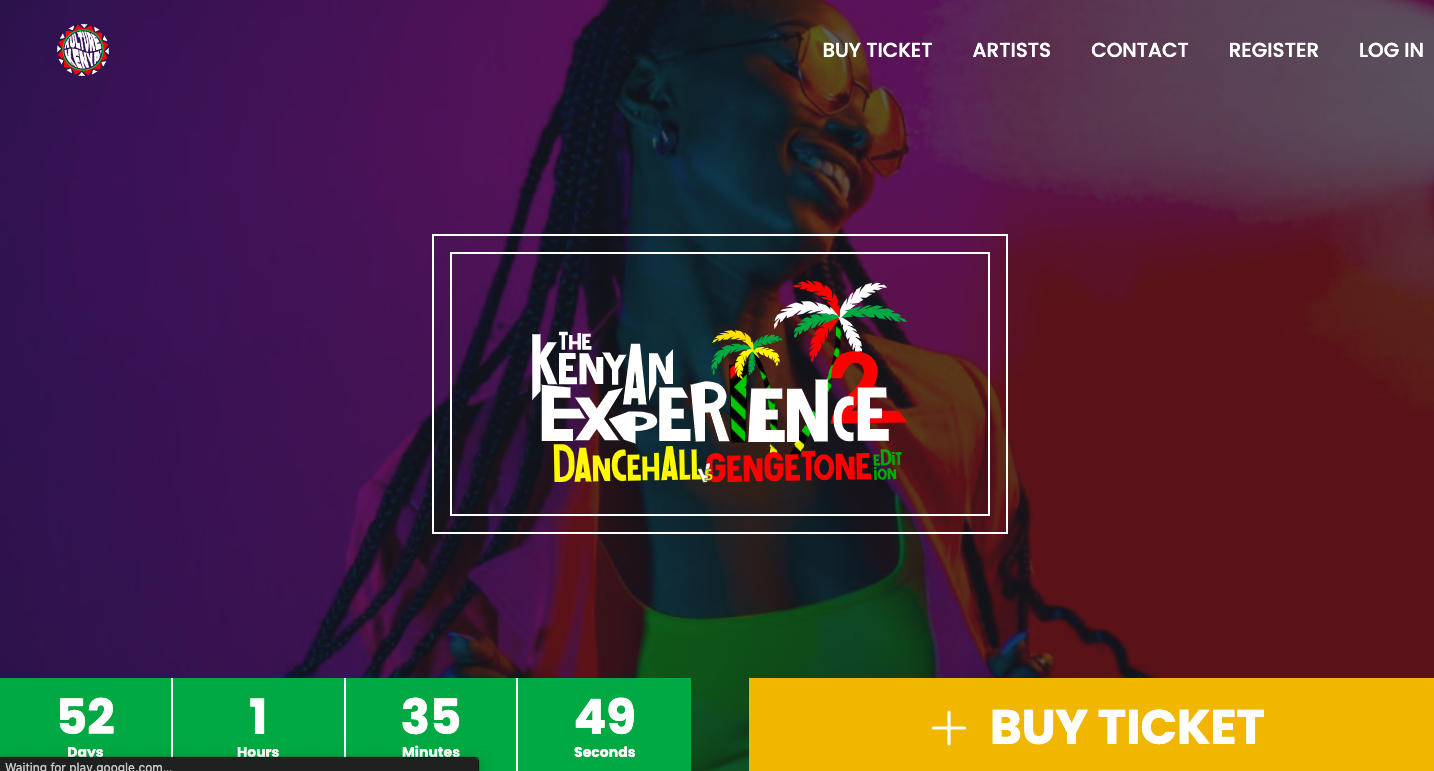 KULTURE
KENYA
BUY TICKET
ARTISTS
CONTACT
REGISTER
LOG IN
THE
KENYAN
EXPERIENCE 2
DANCEHALL VS GENGETONE EDITION
52
Days
1
Hours
35
Minutes
49
Seconds
+ BUY TICKET
Waiting for play.google.com...